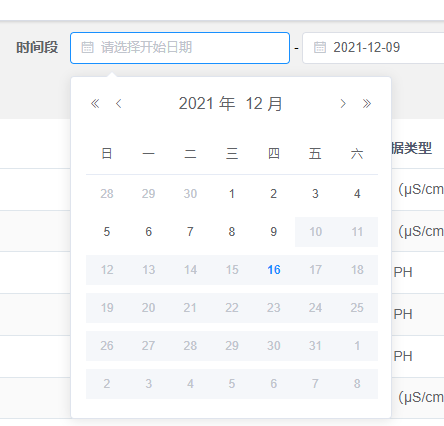 时间段 请选择开始日期 - 2021-12-09
2021 年 12 月
据类型
日 一 二 三 四 五 六
28 29 30 1 2 3 4
（μS/cm
5 6 7 8 9 10 11
（μS/cm
12 13 14 15 16 17 18
PH
19 20 21 22 23 24 25
PH
26 27 28 29 30 31 1
PH
2 3 4 5 6 7 8
（μS/cm